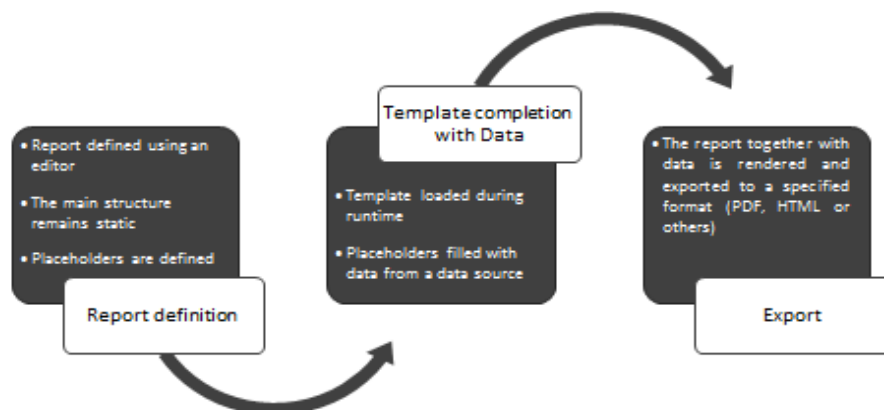 • Report defined using an
editor
• The main structure
remains static
• Placeholders are defined
Report definition
Template completion
with Data
• Template loaded during
runtime
• Placeholders filled with
data from a data source
• The report together with
data is rendered and
exported to a specified
format (PDF, HTML or
others)
Export